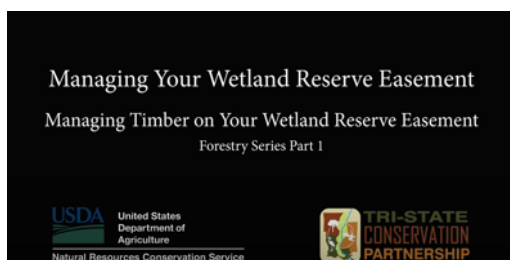 Managing Your Wetland Reserve Easement
Managing Timber on Your Wetland Reserve Easement
Forestry Series Part 1
USDA
United States
Department of
Agriculture
Natural Resources Conservation Service
TRI-STATE
CONSERVATION
PARTNERSHIP